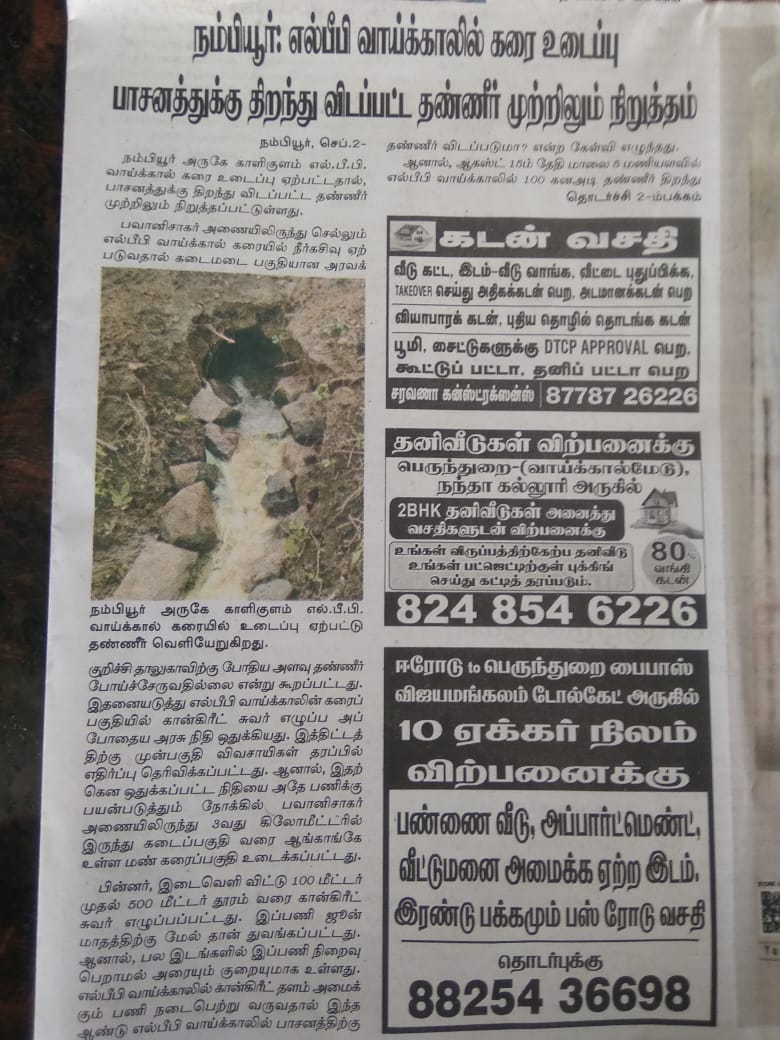 நம்பியூர்: எல்பீபி வாய்க்காலில் கரை உடைப்பு
பாசனத்துக்கு திறந்து விடப்பட்ட தண்ணீர் முற்றிலும் நிறுத்தம்
நம்பியூர், செப்.2-
நம்பியூர் அருகே காளிகுளம் எல்.பீ.பி.
வாய்க்கால் கரை உடைப்பு ஏற்பட்டதால்,
பாசனத்துக்கு திறந்து விடப்பட்ட தண்ணீர்
முற்றிலும் நிறுத்தப்பட்டுள்ளது.
பவானிசாகர் அணையிலிருந்து செல்லும்
எல்பீபி வாய்க்கால் கரையில் நீர்கசிவு ஏற்
படுவதால் கடைமடை பகுதியான அரவக்
நம்பியூர் அருகே காளிகுளம் எல்.பீ.பி.
வாய்க்கால் கரையில் உடைப்பு ஏற்பட்டு
தண்ணீர் வெளியேறுகிறது.
குறிச்சி தாலுகாவிற்கு போதிய அளவு தண்ணீர்
போய்ச்சேருவதில்லை என்று கூறப்பட்டது.
இதனையடுத்து எல்பீபி வாய்க்காலின் கரைப்
பகுதியில் கான்கிரீட் சுவர் எழுப்ப அப்
போதைய அரசு நிதி ஒதுக்கியது. இத்திட்டத்
திற்கு முன்பகுதி விவசாயிகள் தரப்பில்
எதிர்ப்பு தெரிவிக்கப்பட்டது. ஆனால், இதற்
கென ஒதுக்கப்பட்ட நிதியை அதே பணிக்கு
பயன்படுத்தும் நோக்கில் பவானிசாகர்
அணையிலிருந்து 3வது கிலோமீட்டரில்
இருந்து கடைப்பகுதி வரை ஆங்காங்கே
உள்ள மண் கரைப்பகுதி உடைக்கப்பட்டது.
பின்னர், இடைவெளி விட்டு 100 மீட்டர்
முதல் 500 மீட்டர் தூரம் வரை கான்கிரீட்
சுவர் எழுப்பப்பட்டது. இப்பணி ஜூன்
மாதத்திற்கு மேல் தான் துவங்கப்பட்டது.
ஆனால், பல இடங்களில் இப்பணி நிறைவு
பெறாமல் அரையும் குறையுமாக உள்ளது.
எல்பீபி வாய்க்காலில் கான்கிரீட் தளம் அமைக்
கும் பணி நடைபெற்று வருவதால் இந்த
ஆண்டு எல்பீபி வாய்க்காலில் பாசனத்திற்கு
தண்ணீர் விடப்படுமா? என்ற கேள்வி எழுந்தது.
ஆனால், ஆகஸ்ட் 15ம் தேதி மாலை 5 மணியளவில்
எல்பீபி வாய்க்காலில் 100 கனஅடி தண்ணீர் திறந்து
தொடர்ச்சி 2-ம்பக்கம்
கடன் வசதி
வீடு கட்ட, இடம்-வீடு வாங்க, வீட்டை புதுப்பிக்க,
TAKEOVER செய்து அதிகக்கடன் பெற, அடமானக்கடன் பெற
வியாபாரக் கடன், புதிய தொழில் தொடங்க கடன்
பூமி, சைட்டுகளுக்கு DTCP APPROVAL பெற,
கூட்டுப் பட்டா, தனிப் பட்டா பெற
சரவணா கன்ஸ்ட்ரக்ஸன்ஸ் 87787 26226
தனிவீடுகள் விற்பனைக்கு
பெருந்துறை-(வாய்க்கால்மேடு),
நந்தா கல்லூரி அருகில்
2BHK தனிவீடுகள் அனைத்து
வசதிகளுடன் விற்பனைக்கு
உங்கள் விருப்பத்திற்கேற்ப தனிவீடு
உங்கள் பட்ஜெட்டிற்குள் புக்கிங்
செய்து கட்டித் தரப்படும்.
80%
வங்கி
கடன்
824 854 6226
ஈரோடு to பெருந்துறை பைபாஸ்
விஜயமங்கலம் டோல்கேட் அருகில்
10 ஏக்கர் நிலம்
விற்பனைக்கு
பண்ணை வீடு, அப்பார்ட்மெண்ட்,
வீட்டுமனை அமைக்க ஏற்ற இடம்.
இரண்டு பக்கமும் பஸ் ரோடு வசதி
தொடர்புக்கு
88254 36698